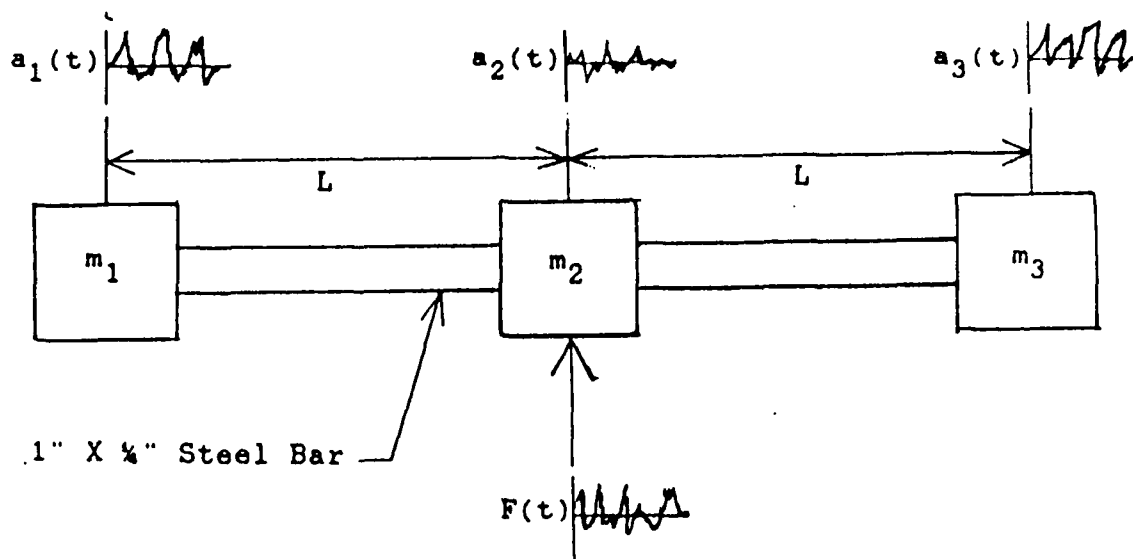 a₁(t) a₂(t) a₃(t)
L L
m₁ m₂ m₃
1" X ¼" Steel Bar
F(t)